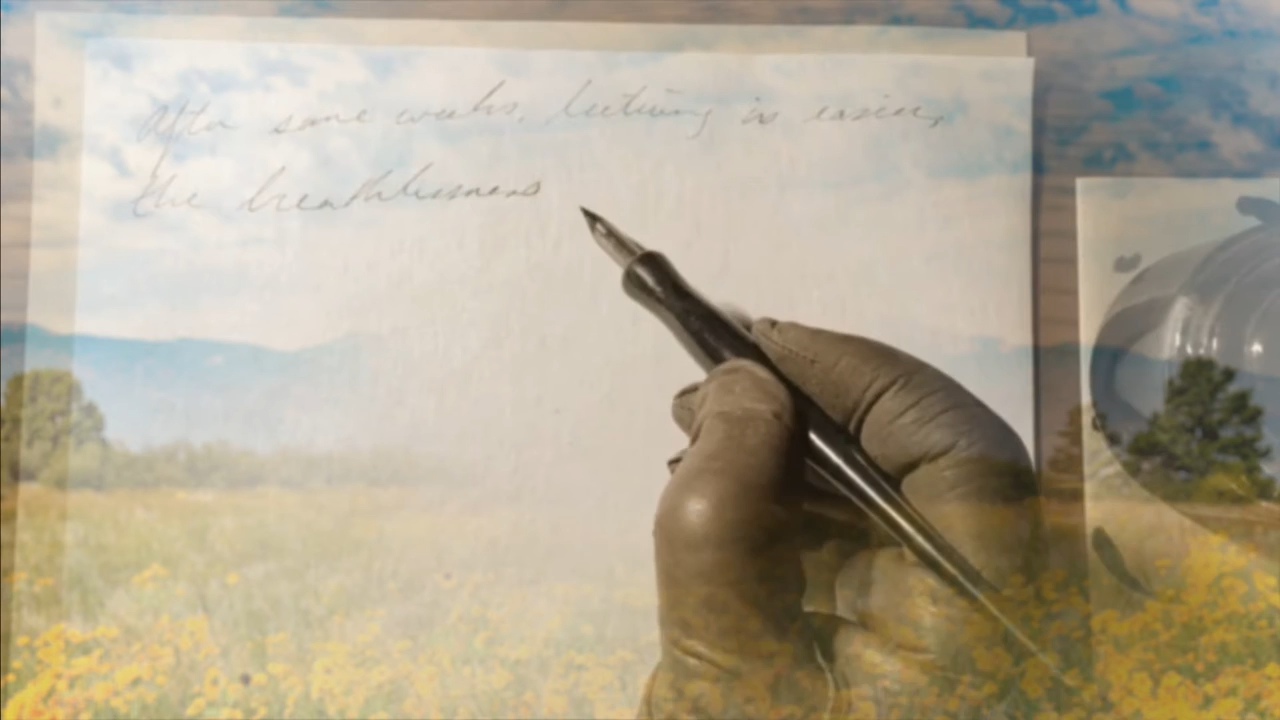 After some weeks, lecturing is easier,
the breathlessness